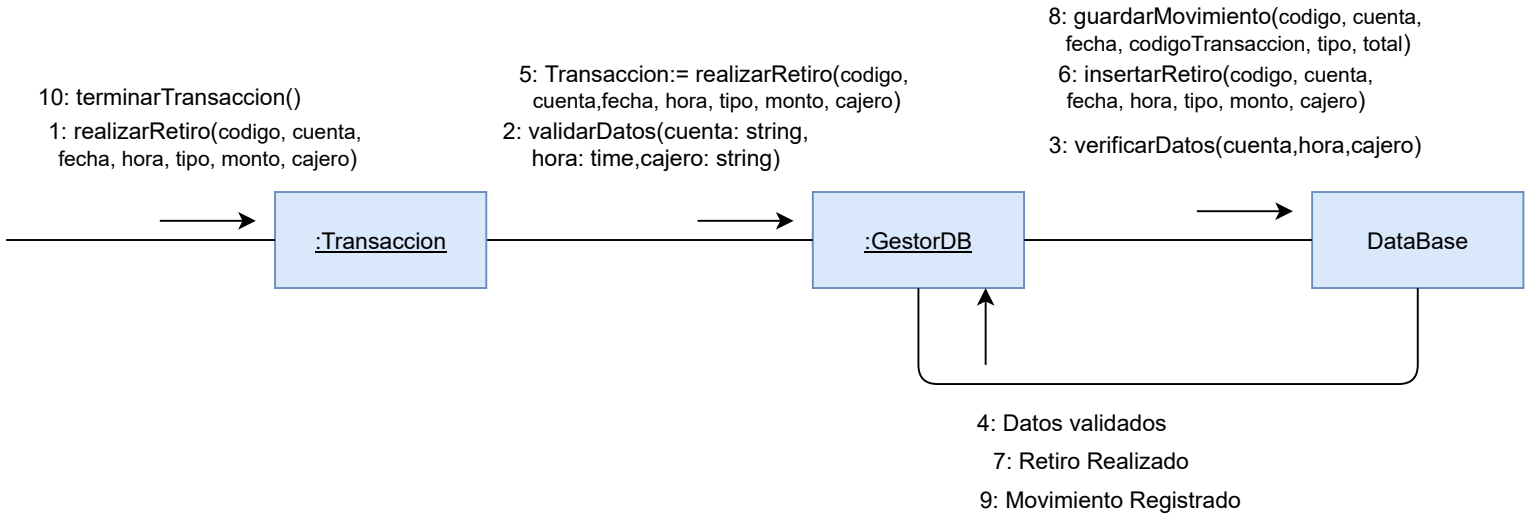 8: guardarMovimiento(codigo, cuenta,
fecha, codigoTransaccion, tipo, total)
5: Transaccion:= realizarRetiro(codigo,
cuenta,fecha, hora, tipo, monto, cajero)
6: insertarRetiro(codigo, cuenta,
fecha, hora, tipo, monto, cajero)
10: terminarTransaccion()
1: realizarRetiro(codigo, cuenta,
fecha, hora, tipo, monto, cajero)
2: validarDatos(cuenta: string,
hora: time,cajero: string)
3: verificarDatos(cuenta,hora,cajero)
:Transaccion
:GestorDB
DataBase
4: Datos validados
7: Retiro Realizado
9: Movimiento Registrado